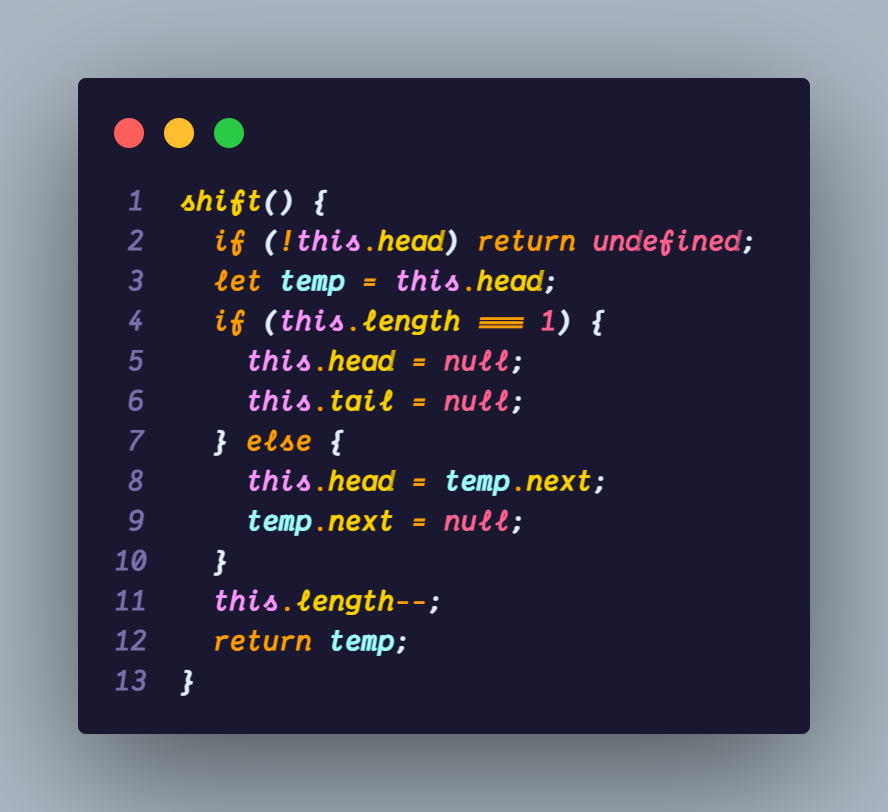 1 shift() {
2 if (!this.head) return undefined;
3 let temp = this.head;
4 if (this.length === 1) {
5 this.head = null;
6 this.tail = null;
7 } else {
8 this.head = temp.next;
9 temp.next = null;
10 }
11 this.length--;
12 return temp;
13 }